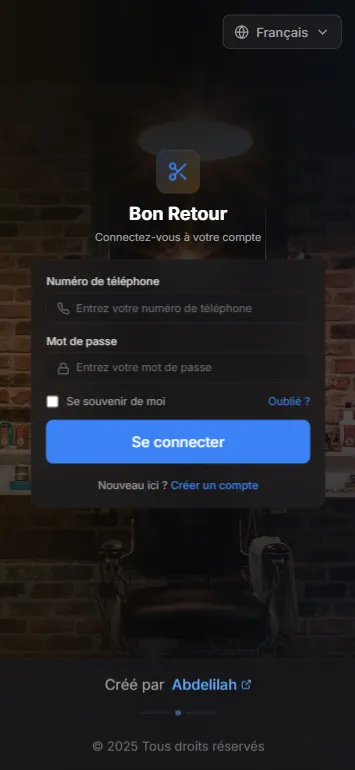 Français
Bon Retour
Connectez-vous à votre compte
Numéro de téléphone
Entrez votre numéro de téléphone
Mot de passe
Entrez votre mot de passe
Se souvenir de moi Oublié ?
Se connecter
Nouveau ici ? Créer un compte
Créé par Abdelilah
© 2025 Tous droits réservés